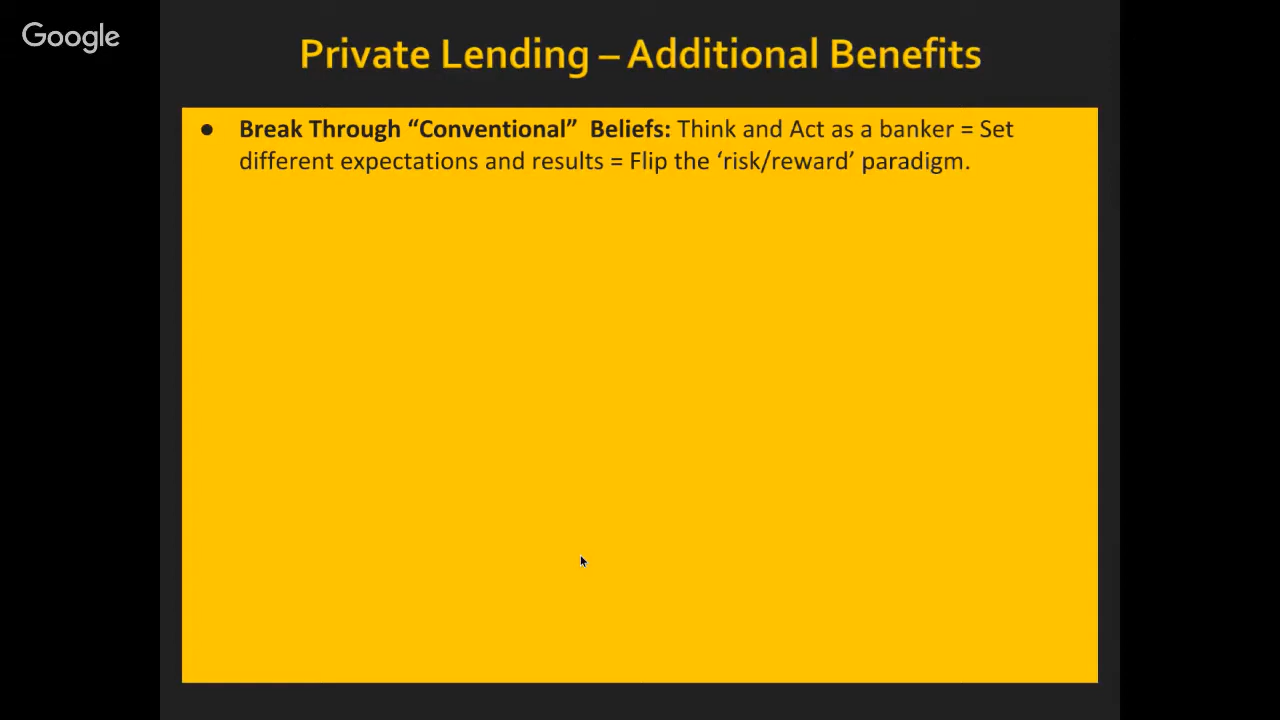 Google
Private Lending – Additional Benefits
● Break Through “Conventional”  Beliefs: Think and Act as a banker = Set
different expectations and results = Flip the ‘risk/reward’ paradigm.